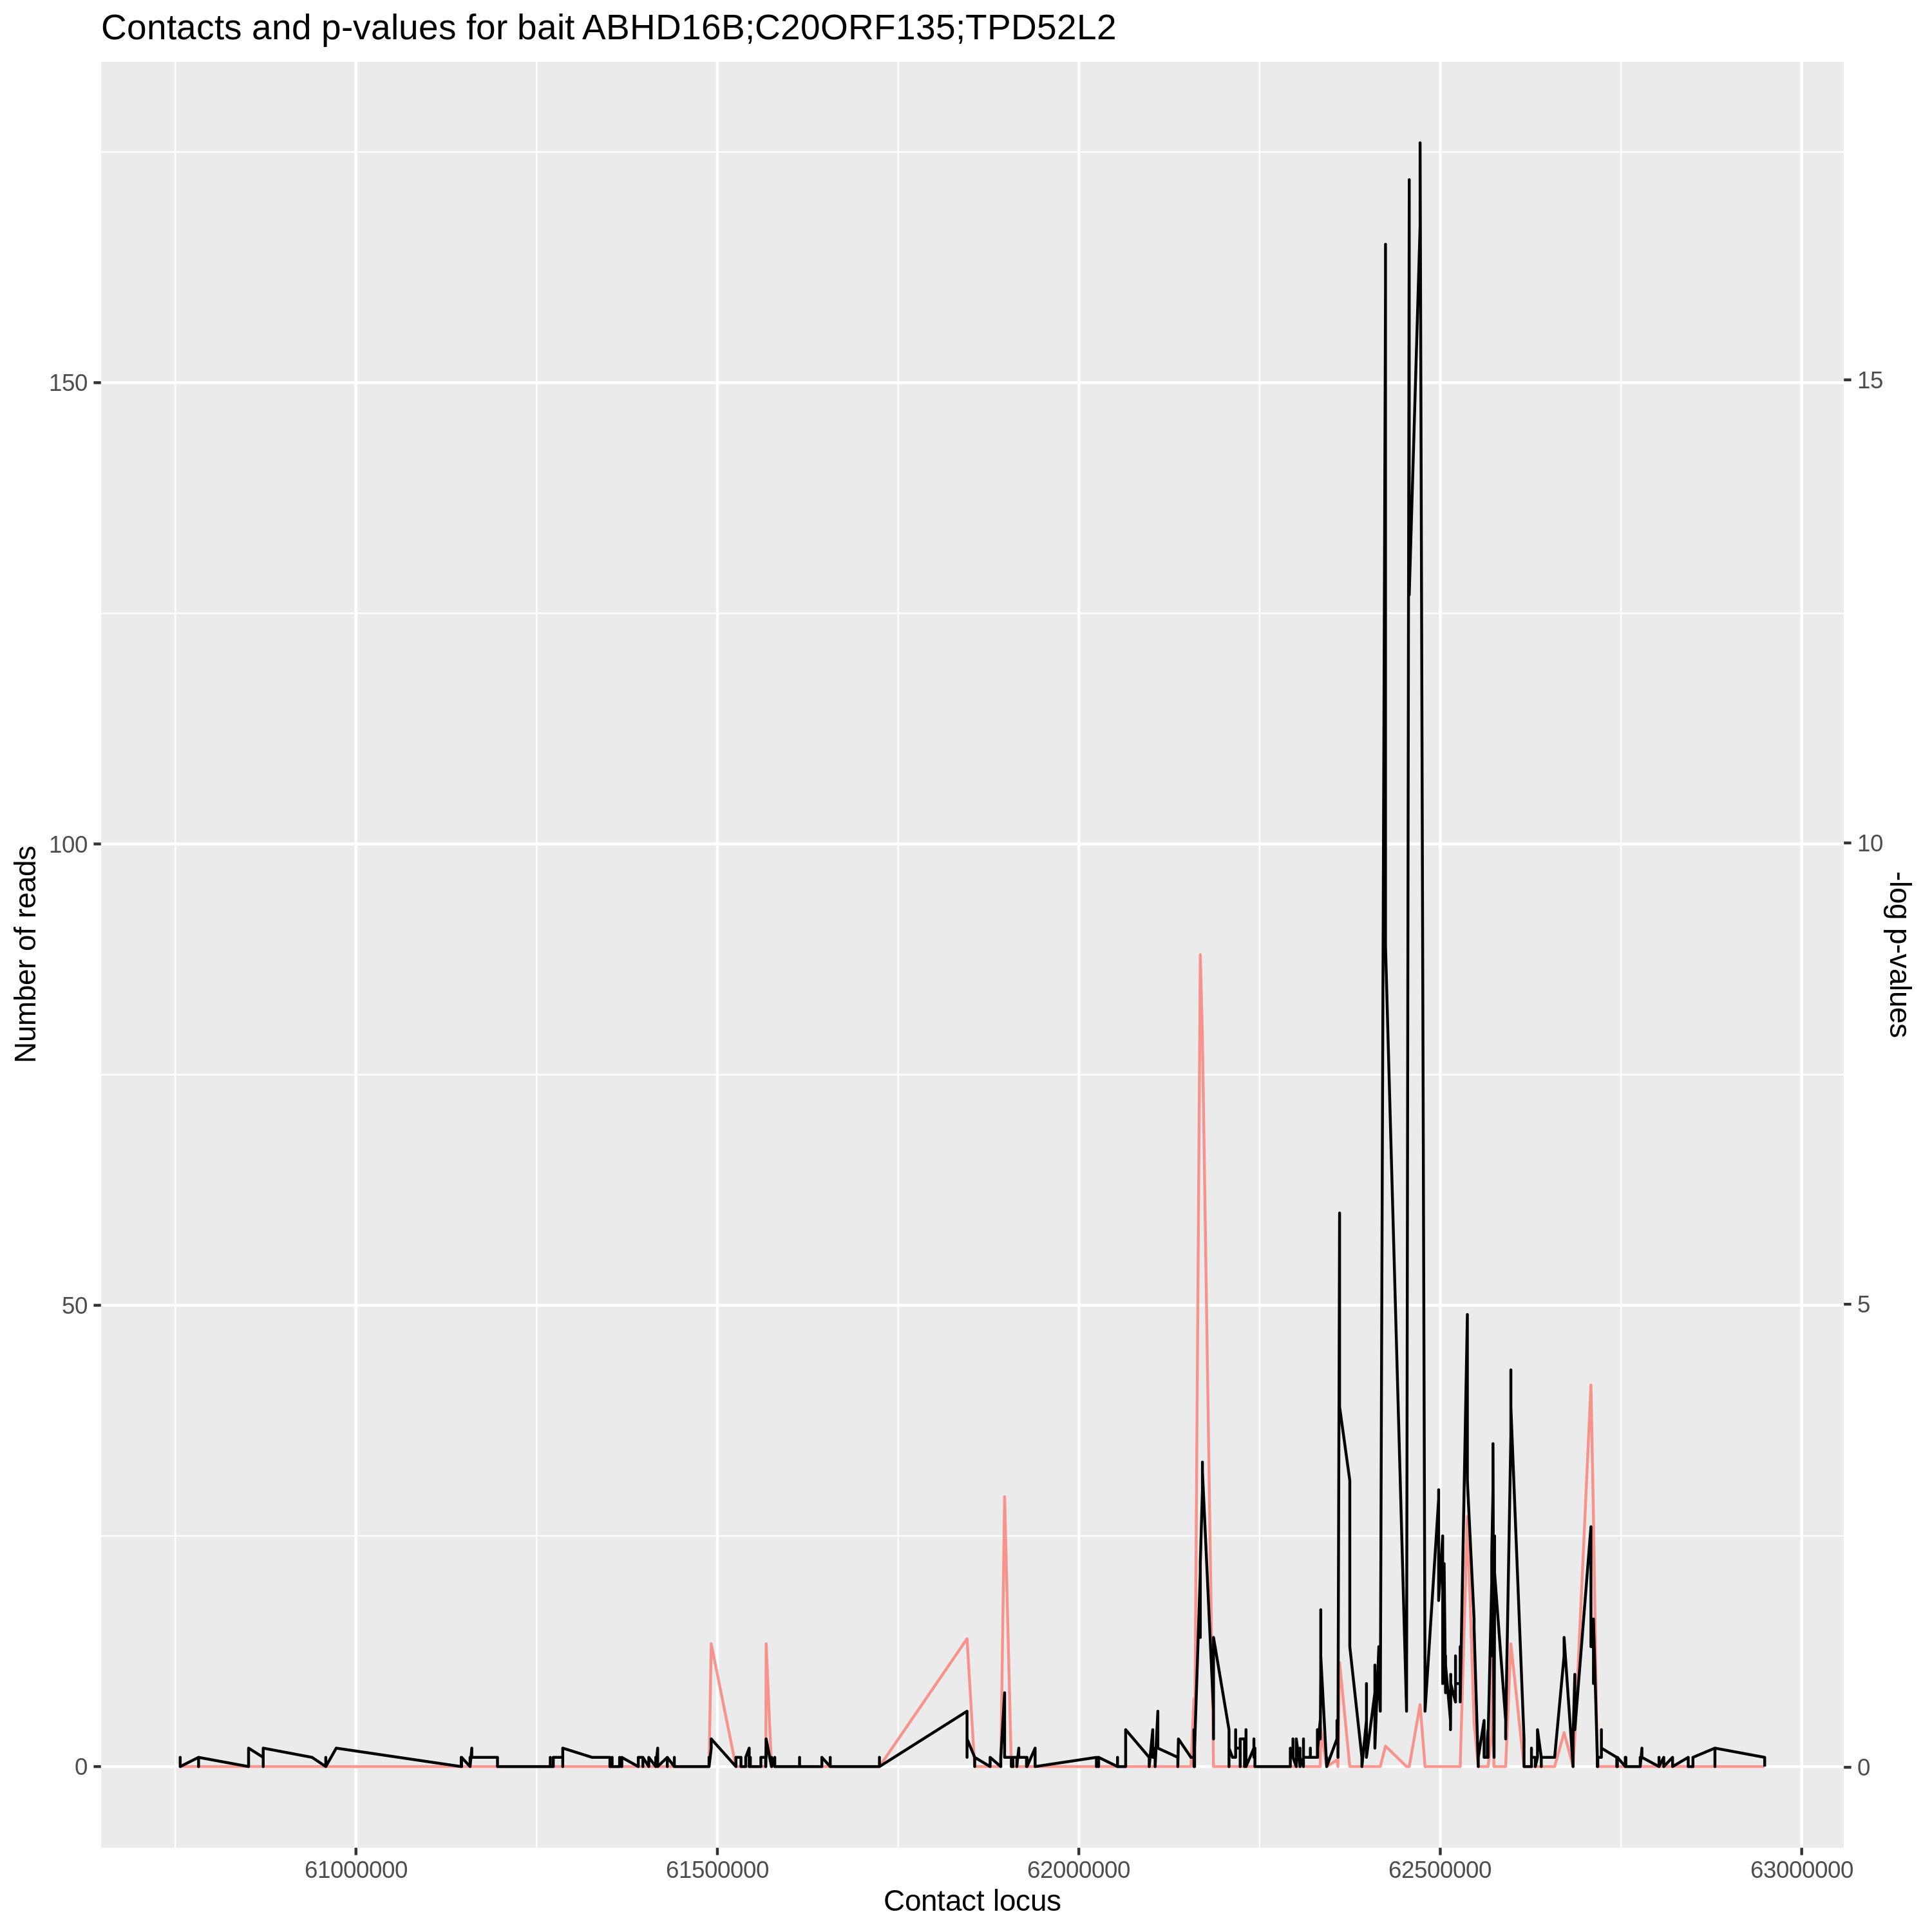 Contacts and p-values for bait ABHD16B;C20ORF135;TPD52L2
150
100
50
0
Number of reads
15
10
5
0
-log p-values
61000000 61500000 62000000 62500000 63000000
Contact locus